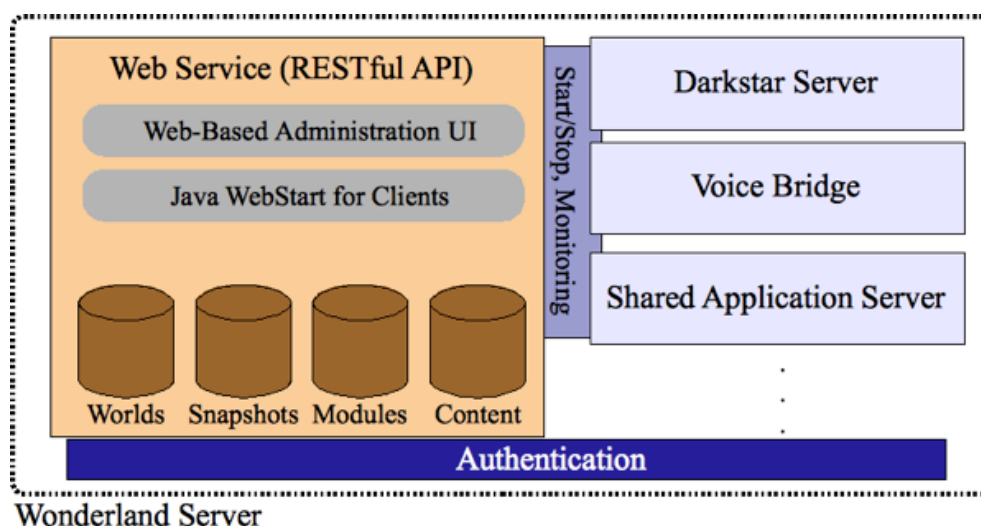 Web Service (RESTful API)
Web-Based Administration UI
Java WebStart for Clients
Worlds Snapshots Modules Content
Start/Stop, Monitoring
Darkstar Server
Voice Bridge
Shared Application Server
Authentication
Wonderland Server